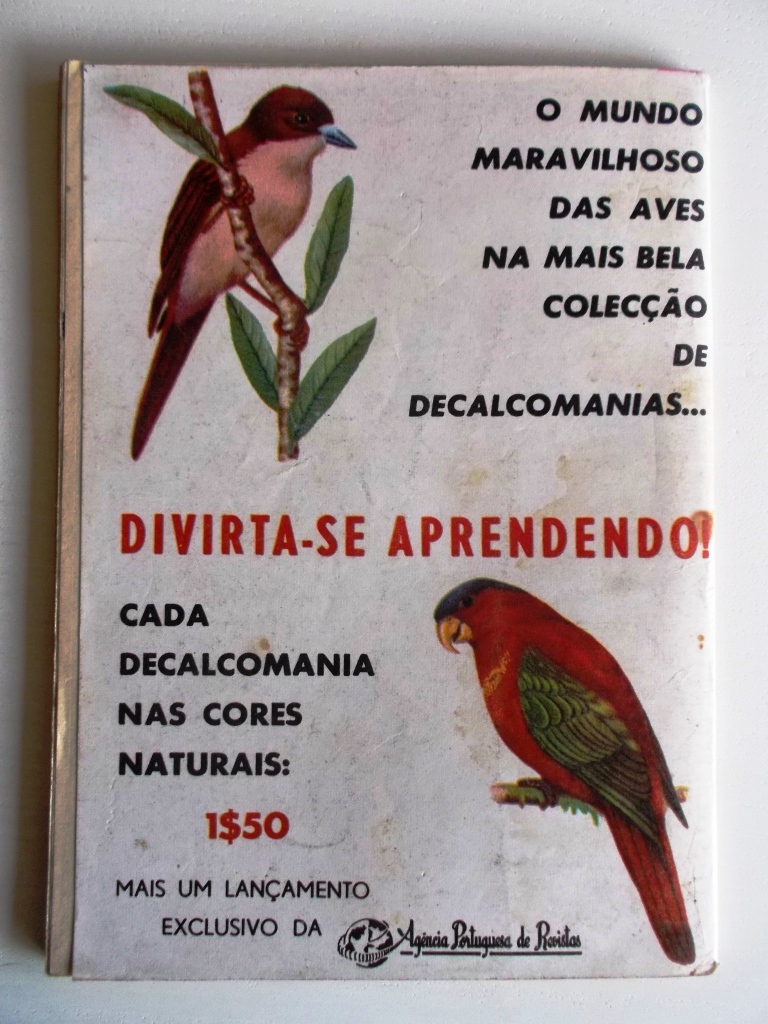 O MUNDO
MARAVILHOSO
DAS AVES
NA MAIS BELA
COLECÇÃO
DE
DECALCOMANIAS...
DIVIRTA-SE APRENDENDO!
CADA
DECALCOMANIA
NAS CORES
NATURAIS:
1$50
MAIS UM LANÇAMENTO
EXCLUSIVO DA Agência Portuguesa de Revistas